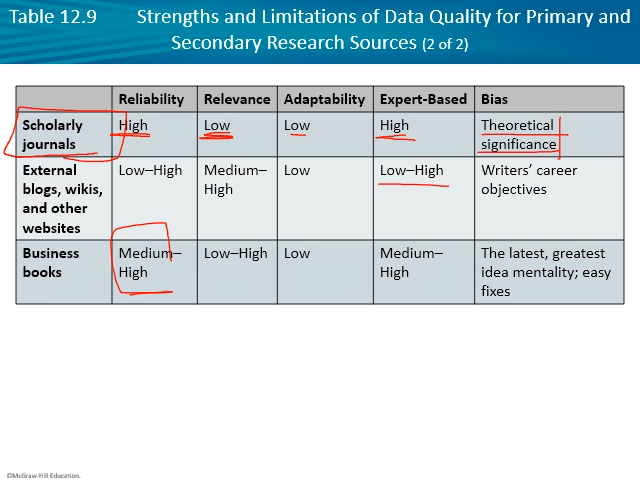 Table 12.9 Strengths and Limitations of Data Quality for Primary and
Secondary Research Sources (2 of 2)
Reliability Relevance Adaptability Expert-Based Bias
Scholarly journals High Low Low High Theoretical significance
External blogs, wikis, and other websites Low–High Medium–High Low Low–High Writers’ career objectives
Business books Medium–High Low–High Low Medium–High The latest, greatest idea mentality; easy fixes
©McGraw-Hill Education.